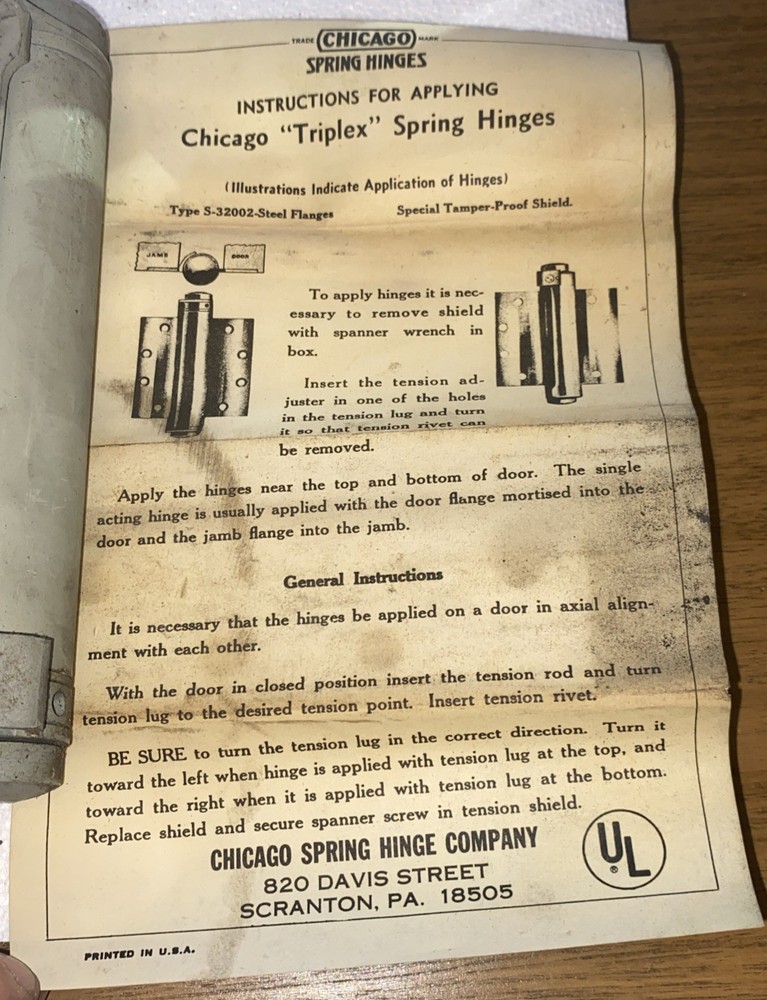 TRADE CHICAGO MARK
SPRING HINGES
INSTRUCTIONS FOR APPLYING
Chicago "Triplex" Spring Hinges
(Illustrations Indicate Application of Hinges)
Type S-32002-Steel Flanges Special Tamper-Proof Shield.
JAMB DOOR
To apply hinges it is nec-
essary to remove shield
with spanner wrench in
box.
Insert the tension ad-
juster in one of the holes
in the tension lug and turn
it so that tension rivet can
be removed.
Apply the hinges near the top and bottom of door. The single
acting hinge is usually applied with the door flange mortised into the
door and the jamb flange into the jamb.
General Instructions
It is necessary that the hinges be applied on a door in axial align-
ment with each other.
With the door in closed position insert the tension rod and turn
tension lug to the desired tension point. Insert tension rivet.
BE SURE to turn the tension lug in the correct direction. Turn it
toward the left when hinge is applied with tension lug at the top, and
toward the right when it is applied with tension lug at the bottom.
Replace shield and secure spanner screw in tension shield.
CHICAGO SPRING HINGE COMPANY
820 DAVIS STREET
SCRANTON, PA. 18505
UL
®
PRINTED IN U.S.A.